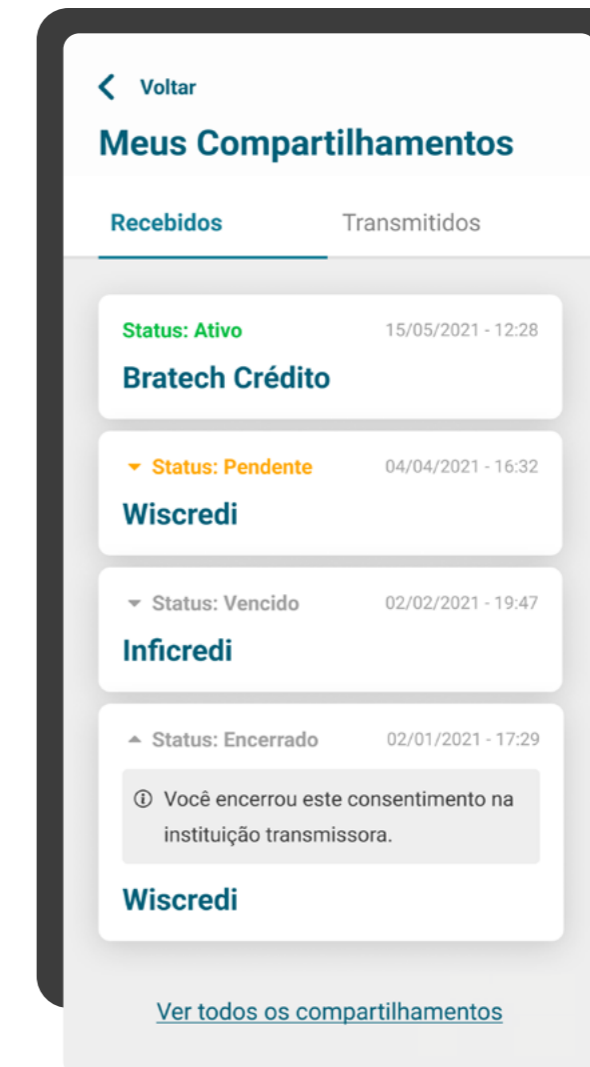 Voltar
Meus Compartilhamentos
Recebidos Transmitidos
Status: Ativo 15/05/2021 - 12:28
Bratech Crédito
Status: Pendente 04/04/2021 - 16:32
Wiscredi
Status: Vencido 02/02/2021 - 19:47
Inficredi
Status: Encerrado 02/01/2021 - 17:29
Você encerrou este consentimento na
instituição transmissora.
Wiscredi
Ver todos os compartilhamentos